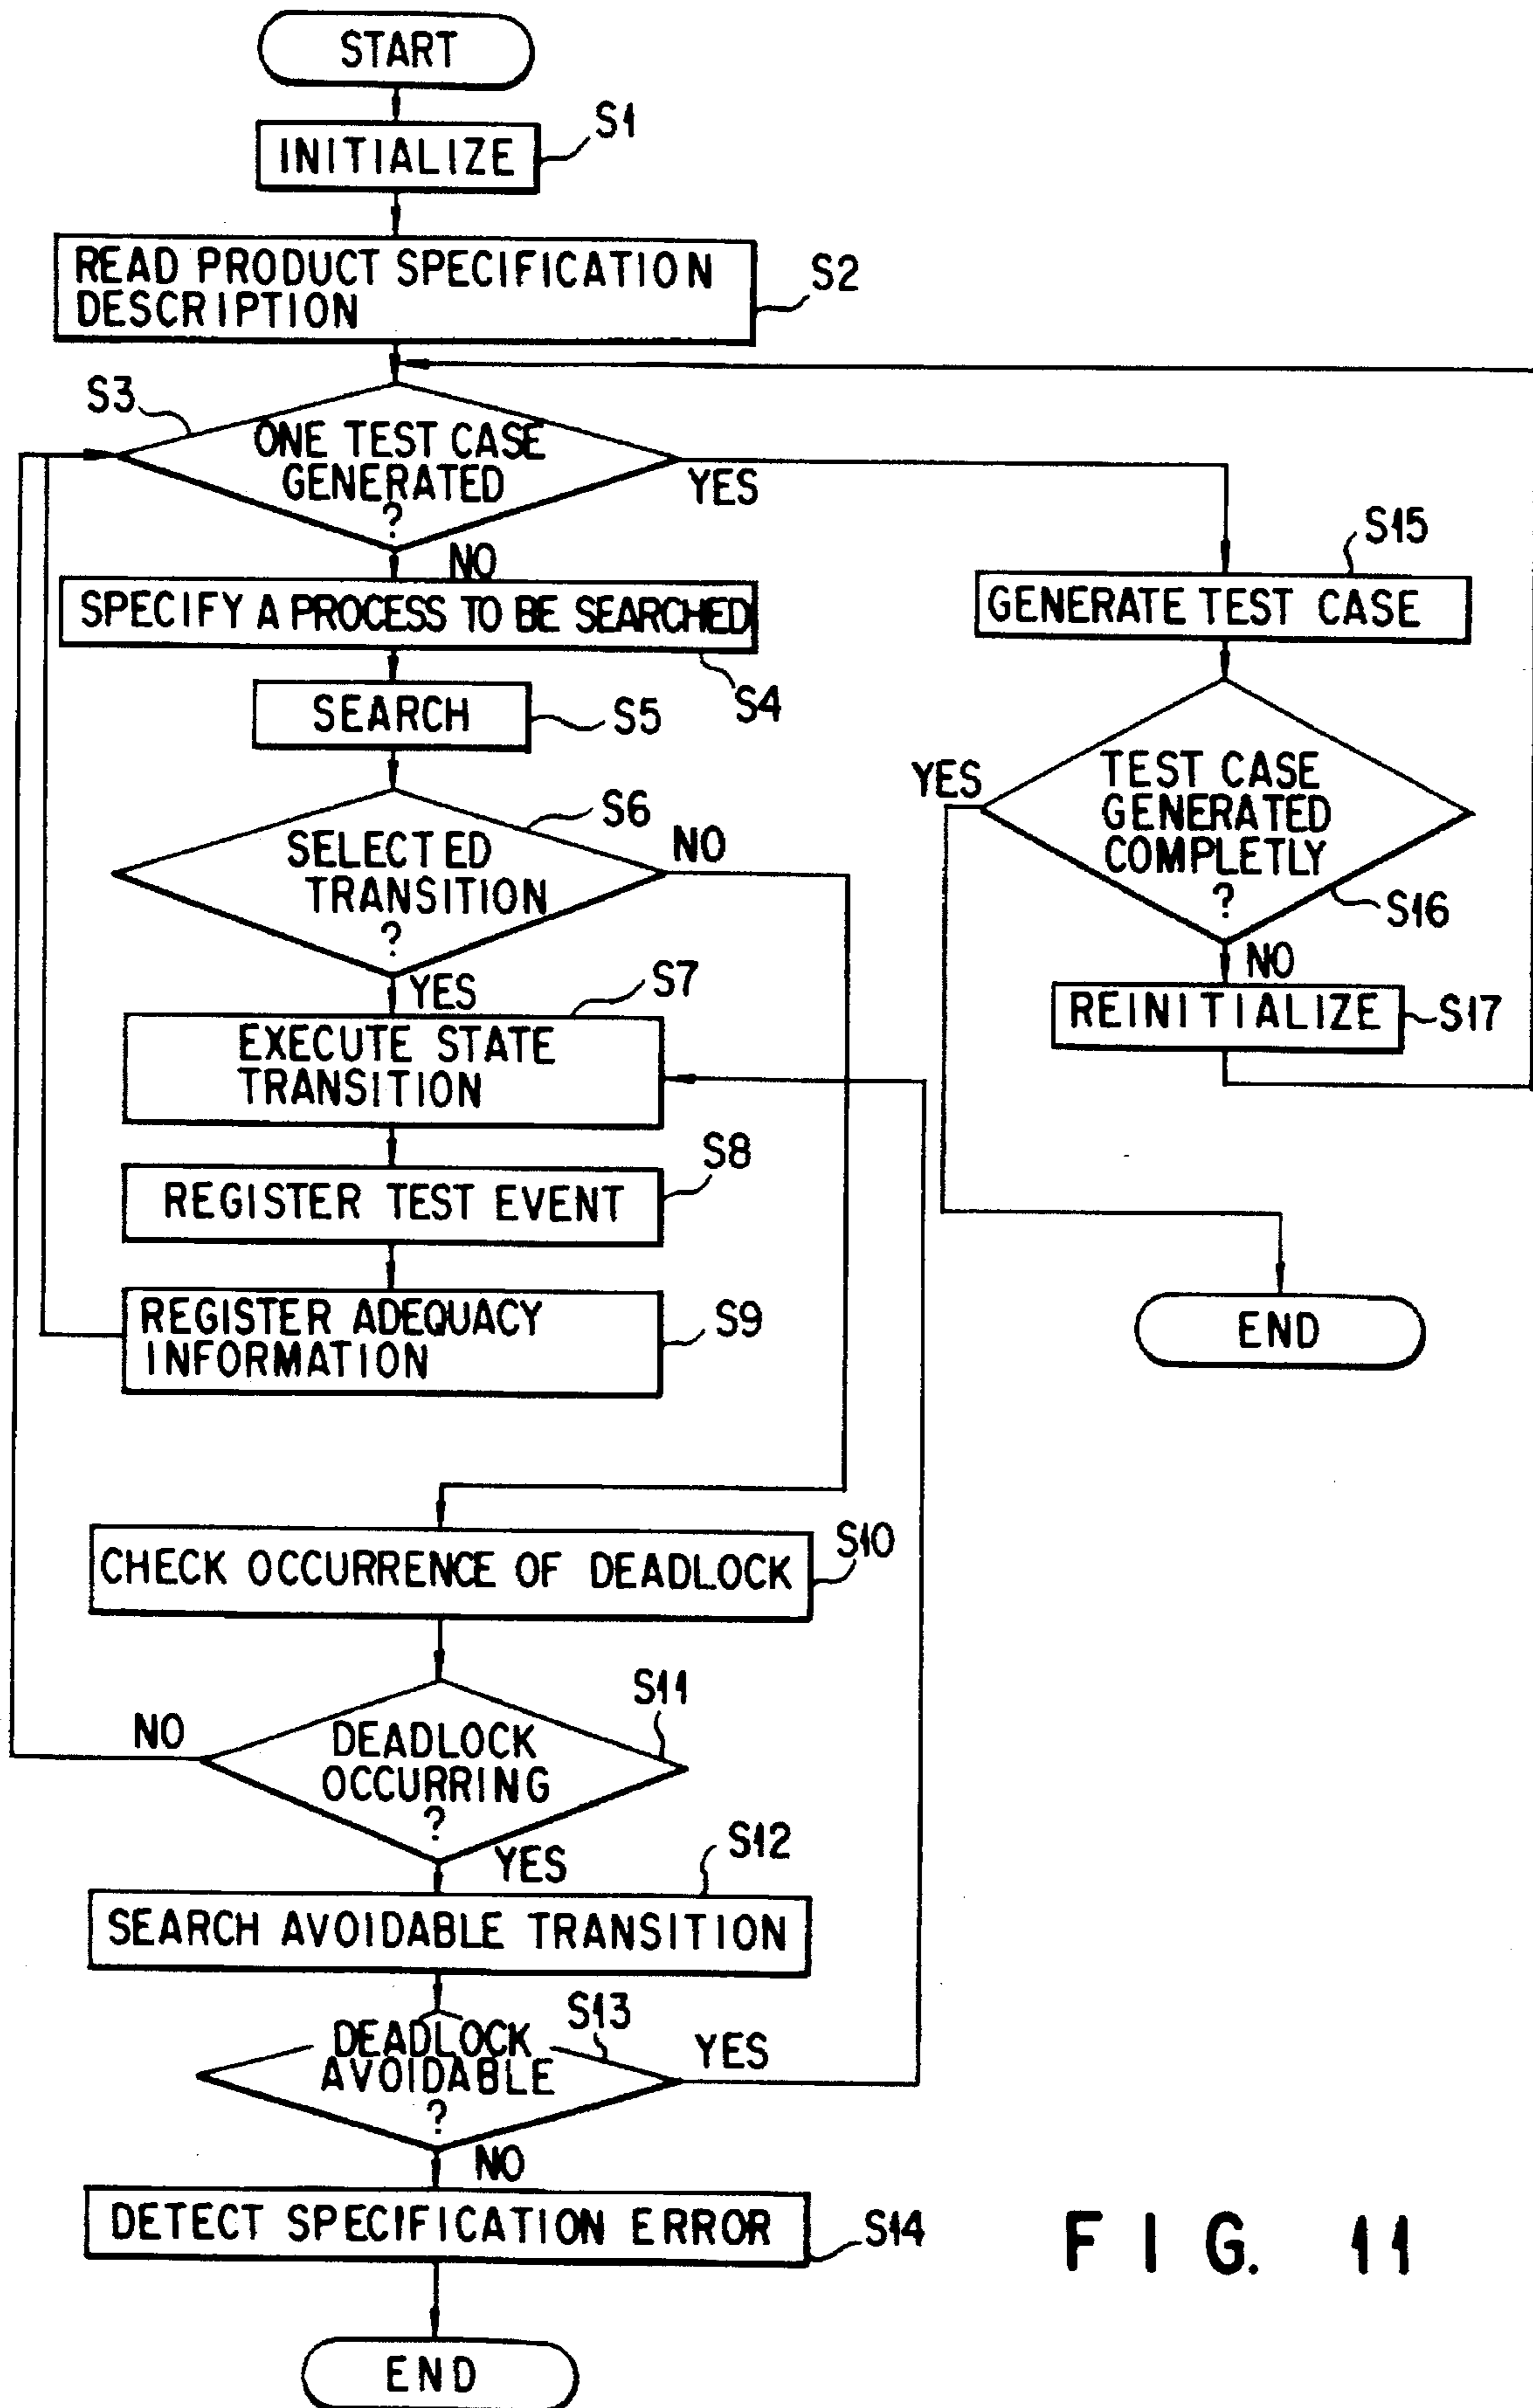 START
INITIALIZE
S1
READ PRODUCT SPECIFICATION
DESCRIPTION
S2
S3
ONE TEST CASE
GENERATED
?
YES
NO
SPECIFY A PROCESS TO BE SEARCHED
S4
SEARCH
S5
S6
SELECTED
TRANSITION
?
NO
YES
S7
EXECUTE STATE
TRANSITION
S8
REGISTER TEST EVENT
REGISTER ADEQUACY
INFORMATION
S9
CHECK OCCURRENCE OF DEADLOCK
S10
S11
DEADLOCK
OCCURRING
?
NO
YES
S12
SEARCH AVOIDABLE TRANSITION
S13
DEADLOCK
AVOIDABLE
?
YES
NO
DETECT SPECIFICATION ERROR
S14
END
S15
GENERATE TEST CASE
YES
TEST CASE
GENERATED
COMPLETLY
?
S16
NO
REINITIALIZE
S17
END
FIG. 11